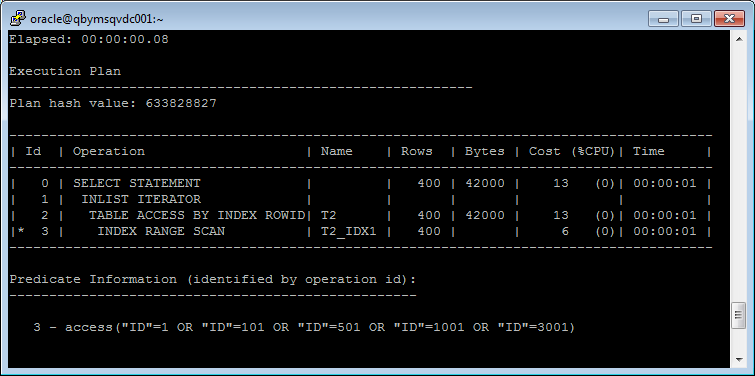 oracle@qbymsqvdc001:~
Elapsed: 00:00:00.08
Execution Plan
----------------------------------------------------------
Plan hash value: 633828827
----------------------------------------------------------------------------------------
| Id  | Operation                    | Name    | Rows  | Bytes | Cost (%CPU)| Time     |
----------------------------------------------------------------------------------------
|   0 | SELECT STATEMENT             |         |   400 | 42000 |    13   (0)| 00:00:01 |
|   1 |  INLIST ITERATOR             |         |       |       |            |          |
|   2 |   TABLE ACCESS BY INDEX ROWID| T2      |   400 | 42000 |    13   (0)| 00:00:01 |
|*  3 |    INDEX RANGE SCAN          | T2_IDX1 |   400 |       |     6   (0)| 00:00:01 |
----------------------------------------------------------------------------------------
Predicate Information (identified by operation id):
---------------------------------------------------
   3 - access("ID"=1 OR "ID"=101 OR "ID"=501 OR "ID"=1001 OR "ID"=3001)